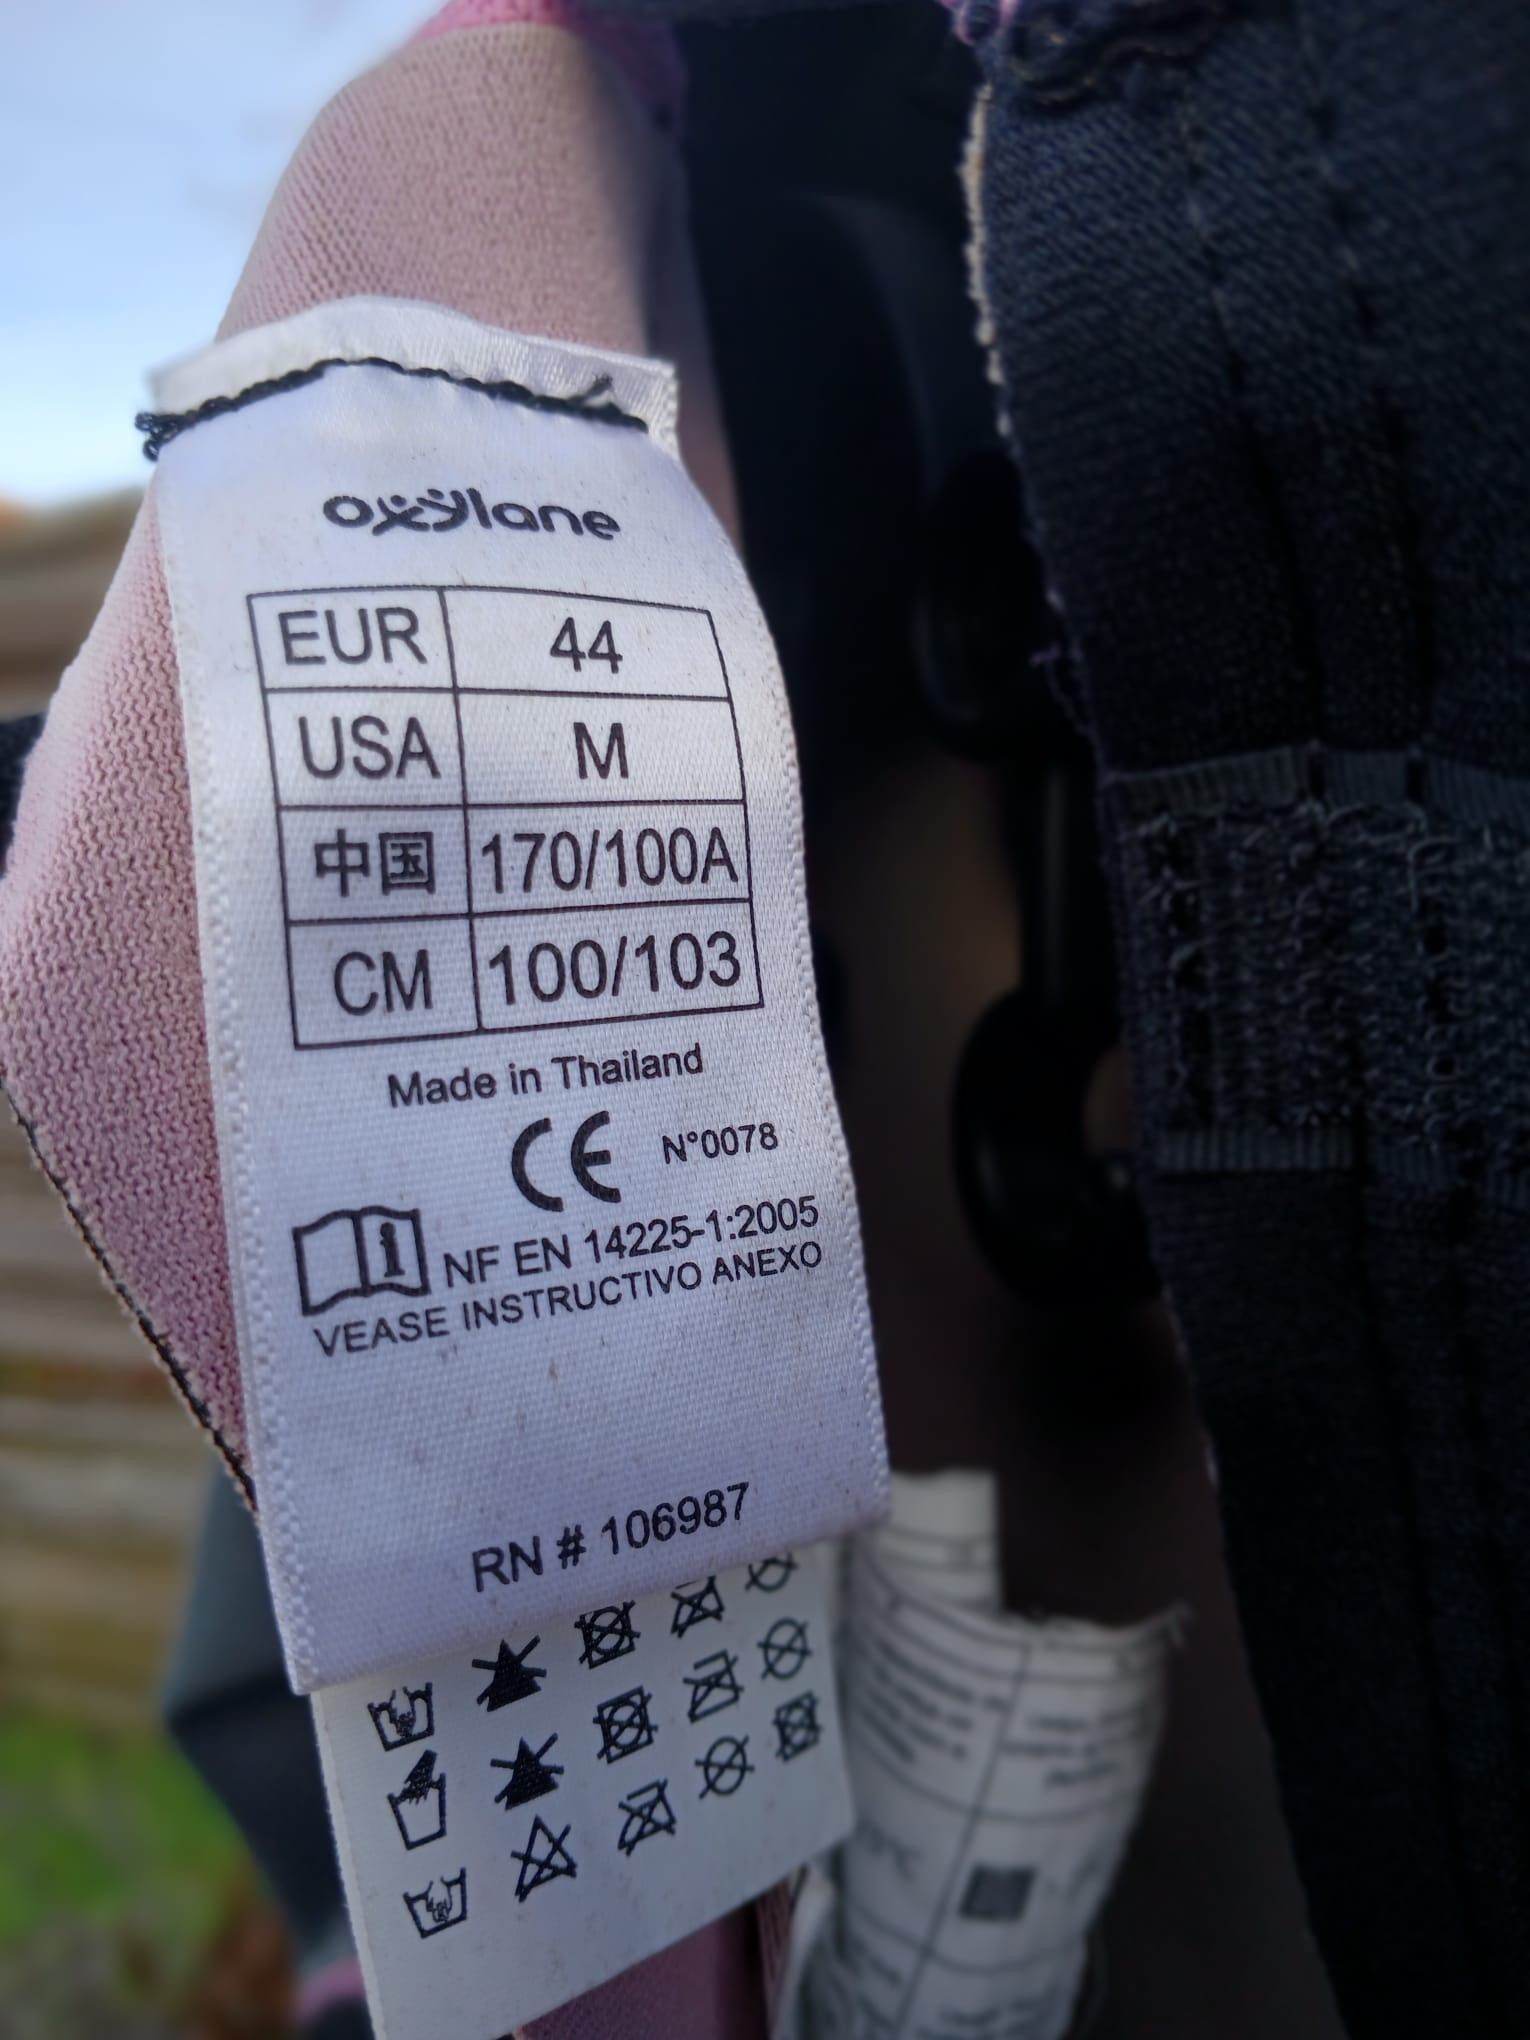 oxylane
EUR 44
USA M
中国 170/100A
CM 100/103
Made in Thailand
CE N°0078
NF EN 14225-1:2005
VEASE INSTRUCTIVO ANEXO
RN # 106987